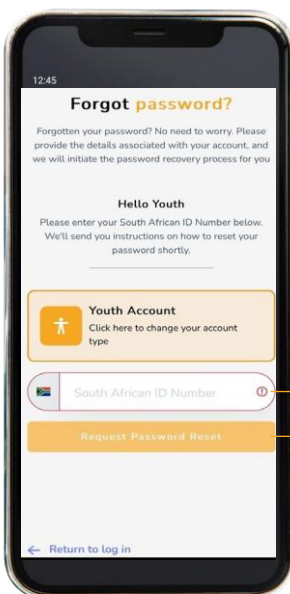 12:45
Forgot password?
Forgotten your password? No need to worry. Please
provide the details associated with your account, and
we will initiate the password recovery process for you
Hello Youth
Please enter your South African ID Number below.
We'll send you instructions on how to reset your
password shortly.
Youth Account
Click here to change your account
type
South African ID Number
Request Password Reset
← Return to log in